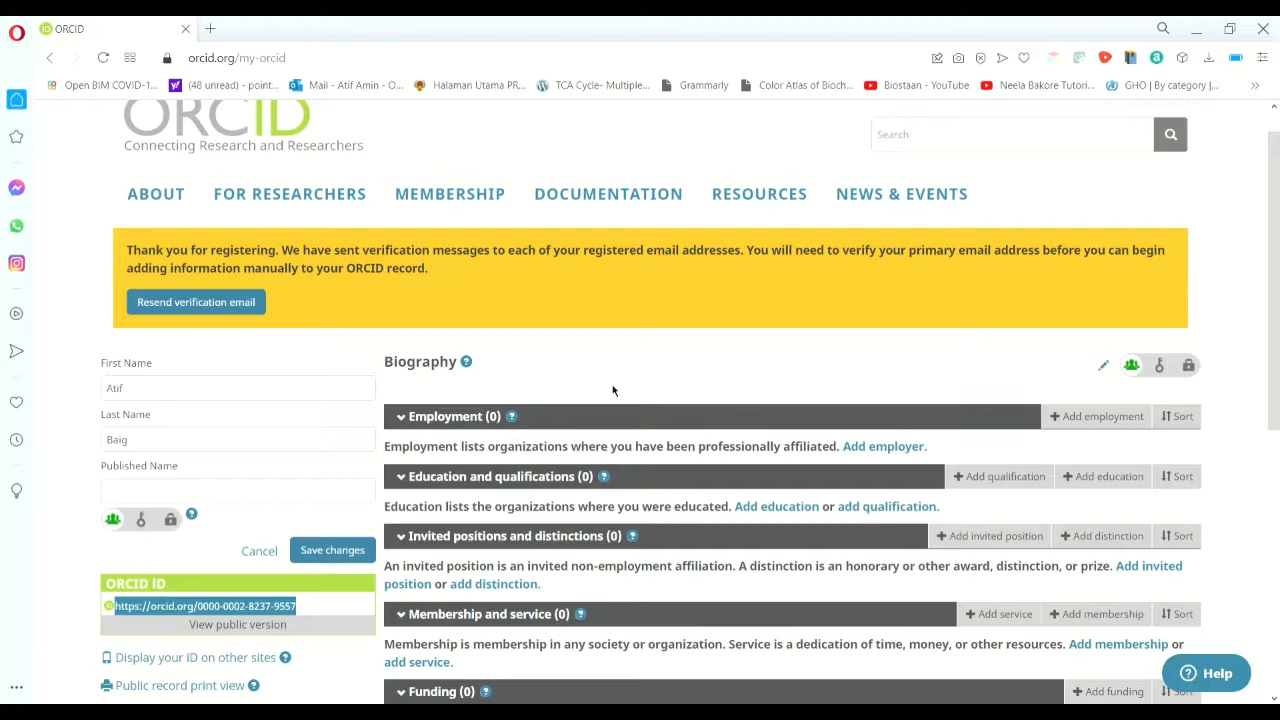 ORCID
orcid.org/my-orcid
Open BIM COVID-1...
(48 unread) - point...
Mail - Atif Amin - O...
Halaman Utama PR...
TCA Cycle- Multiple...
Grammarly
Color Atlas of Bioch...
Biostaan - YouTube
Neela Bakore Tutori...
GHO | By category |...
ORCID
Connecting Research and Researchers
Search
ABOUT
FOR RESEARCHERS
MEMBERSHIP
DOCUMENTATION
RESOURCES
NEWS & EVENTS
Thank you for registering. We have sent verification messages to each of your registered email addresses. You will need to verify your primary email address before you can begin
adding information manually to your ORCID record.
Resend verification email
First Name
Atif
Last Name
Baig
Published Name
Cancel
Save changes
ORCID iD
https://orcid.org/0000-0002-8237-9557
View public version
Display your iD on other sites
Public record print view
Biography
Employment (0)
Add employment
Sort
Employment lists organizations where you have been professionally affiliated. Add employer.
Education and qualifications (0)
Add qualification
Add education
Sort
Education lists the organizations where you were educated. Add education or add qualification.
Invited positions and distinctions (0)
Add invited position
Add distinction
Sort
An invited position is an invited non-employment affiliation. A distinction is an honorary or other award, distinction, or prize. Add invited
position or add distinction.
Membership and service (0)
Add service
Add membership
Sort
Membership is membership in any society or organization. Service is a dedication of time, money, or other resources. Add membership or
add service.
Funding (0)
Add funding
Sort
Help